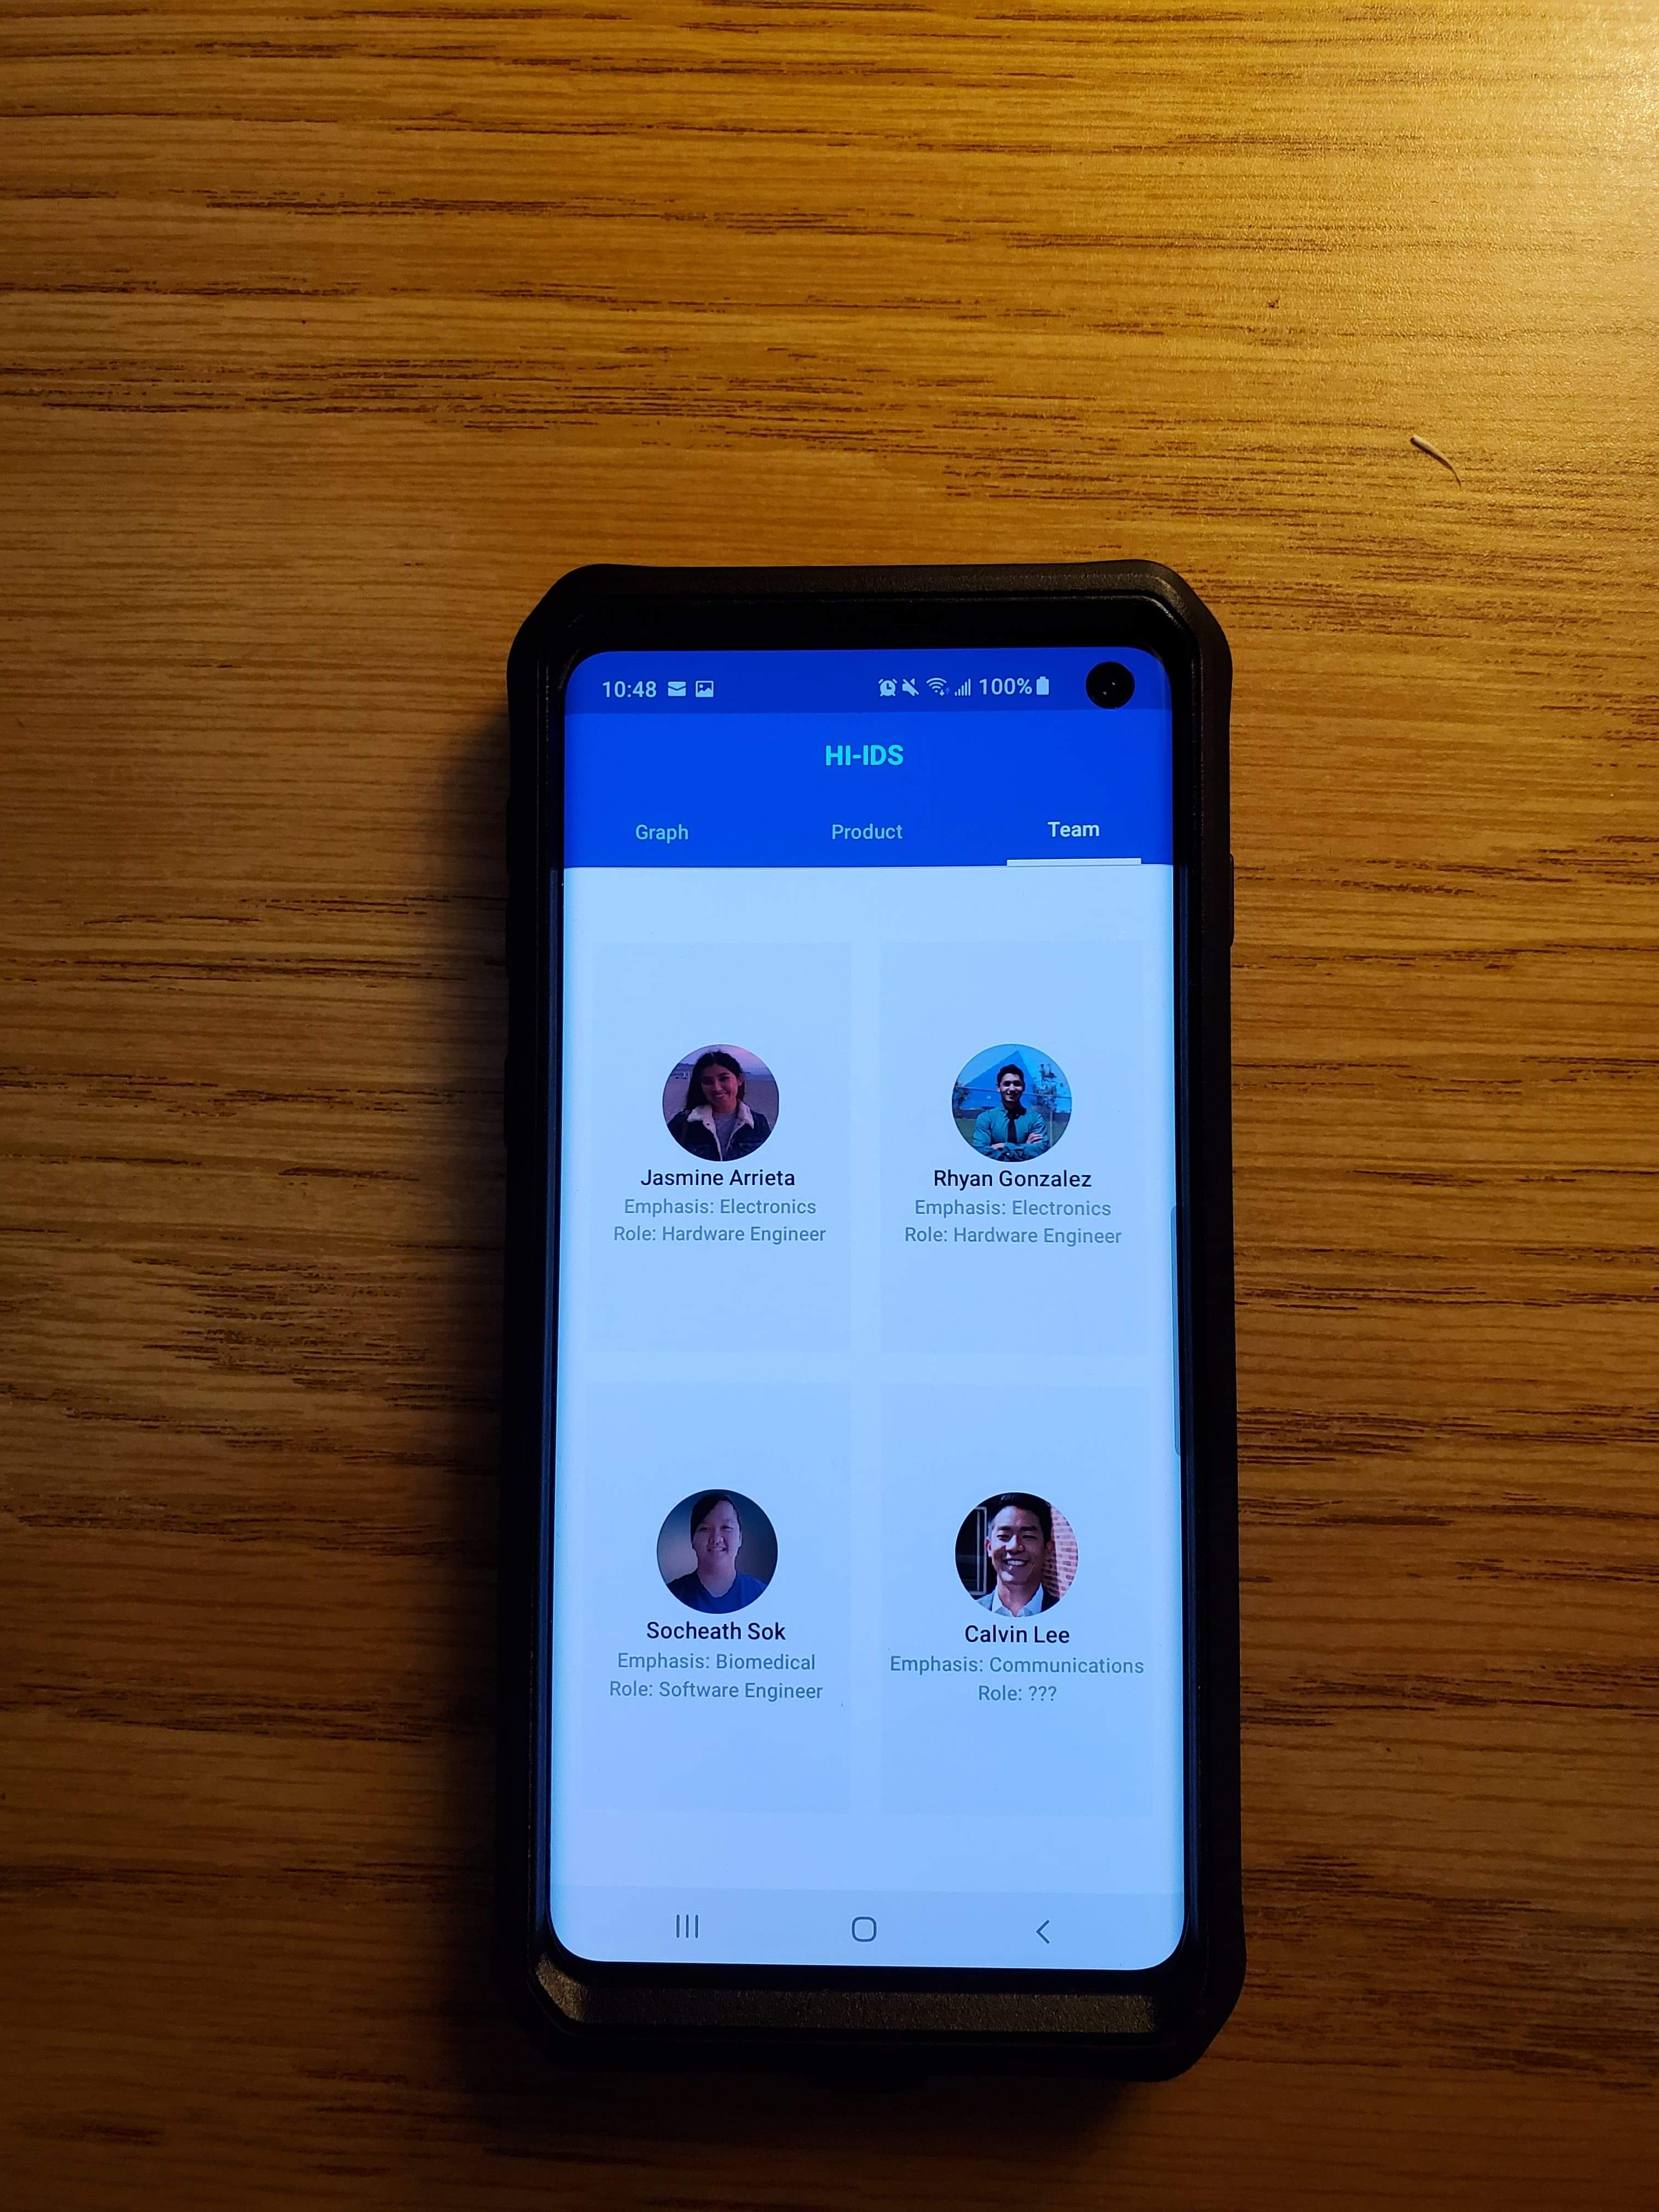 10:48 100%
HI-IDS
Graph Product Team
Jasmine Arrieta
Emphasis: Electronics
Role: Hardware Engineer
Rhyan Gonzalez
Emphasis: Electronics
Role: Hardware Engineer
Socheath Sok
Emphasis: Biomedical
Role: Software Engineer
Calvin Lee
Emphasis: Communications
Role: ???